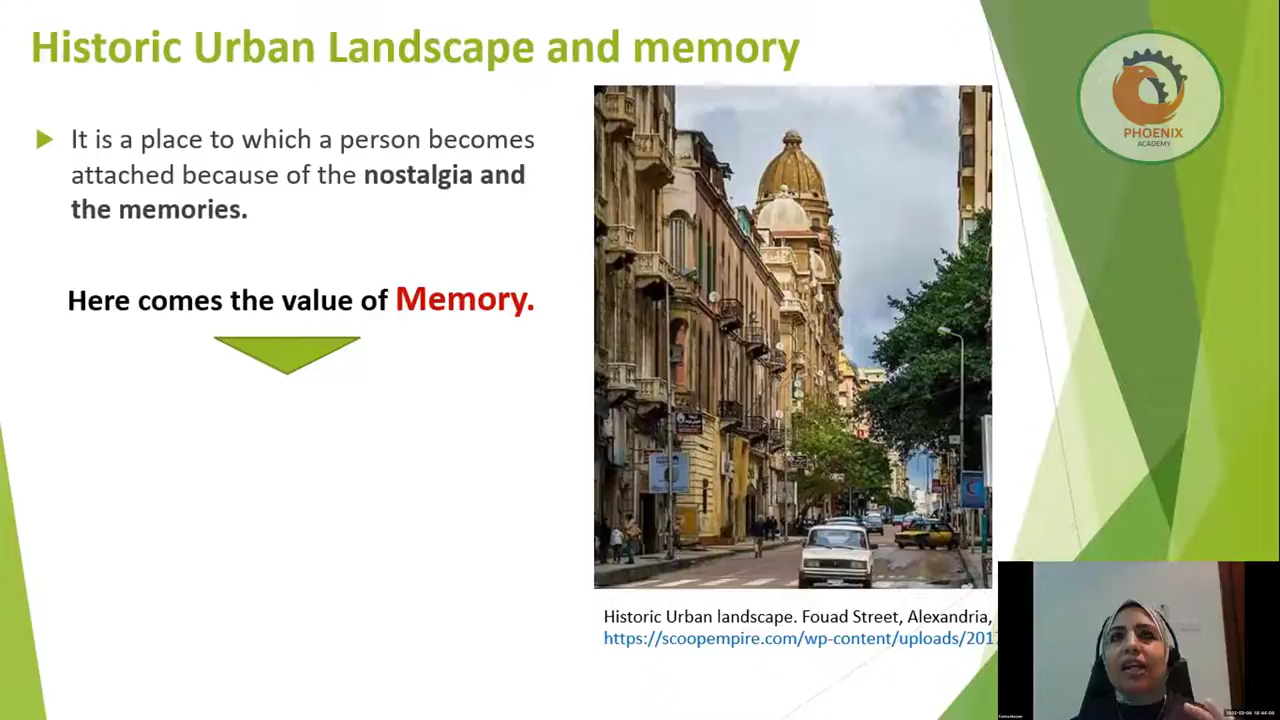 Historic Urban Landscape and memory
It is a place to which a person becomes
attached because of the nostalgia and
the memories.
Here comes the value of Memory.
PHOENIX
ACADEMY
Historic Urban landscape. Fouad Street, Alexandria,
https://scoopempire.com/wp-content/uploads/201